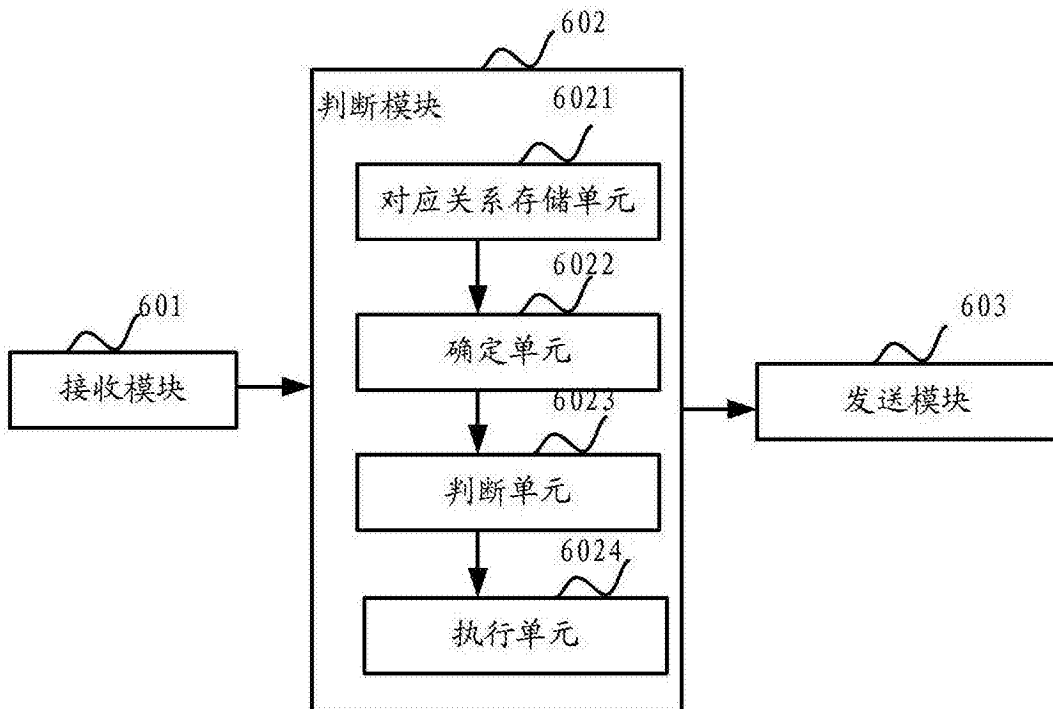 602
判断模块
6021
对应关系存储单元
6022
确定单元
601
接收模块
6023
判断单元
603
发送模块
6024
执行单元